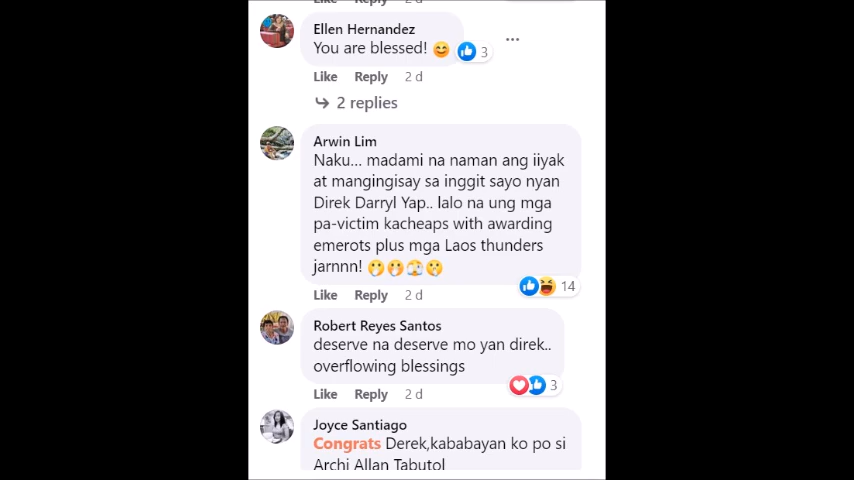 Like Reply 2 d
Ellen Hernandez
You are blessed! 😊
3
Like Reply 2 d
2 replies
Arwin Lim
Naku... madami na naman ang iiyak
at mangingisay sa inggit sayo nyan
Direk Darryl Yap.. lalo na ung mga
pa-victim kacheaps with awarding
emerots plus mga Laos thunders
jarnnn!
14
Like Reply 2 d
Robert Reyes Santos
deserve na deserve mo yan direk..
overflowing blessings
3
Like Reply 2 d
Joyce Santiago
Congrats Derek,kababayan ko po si
Archi Allan Tabutol